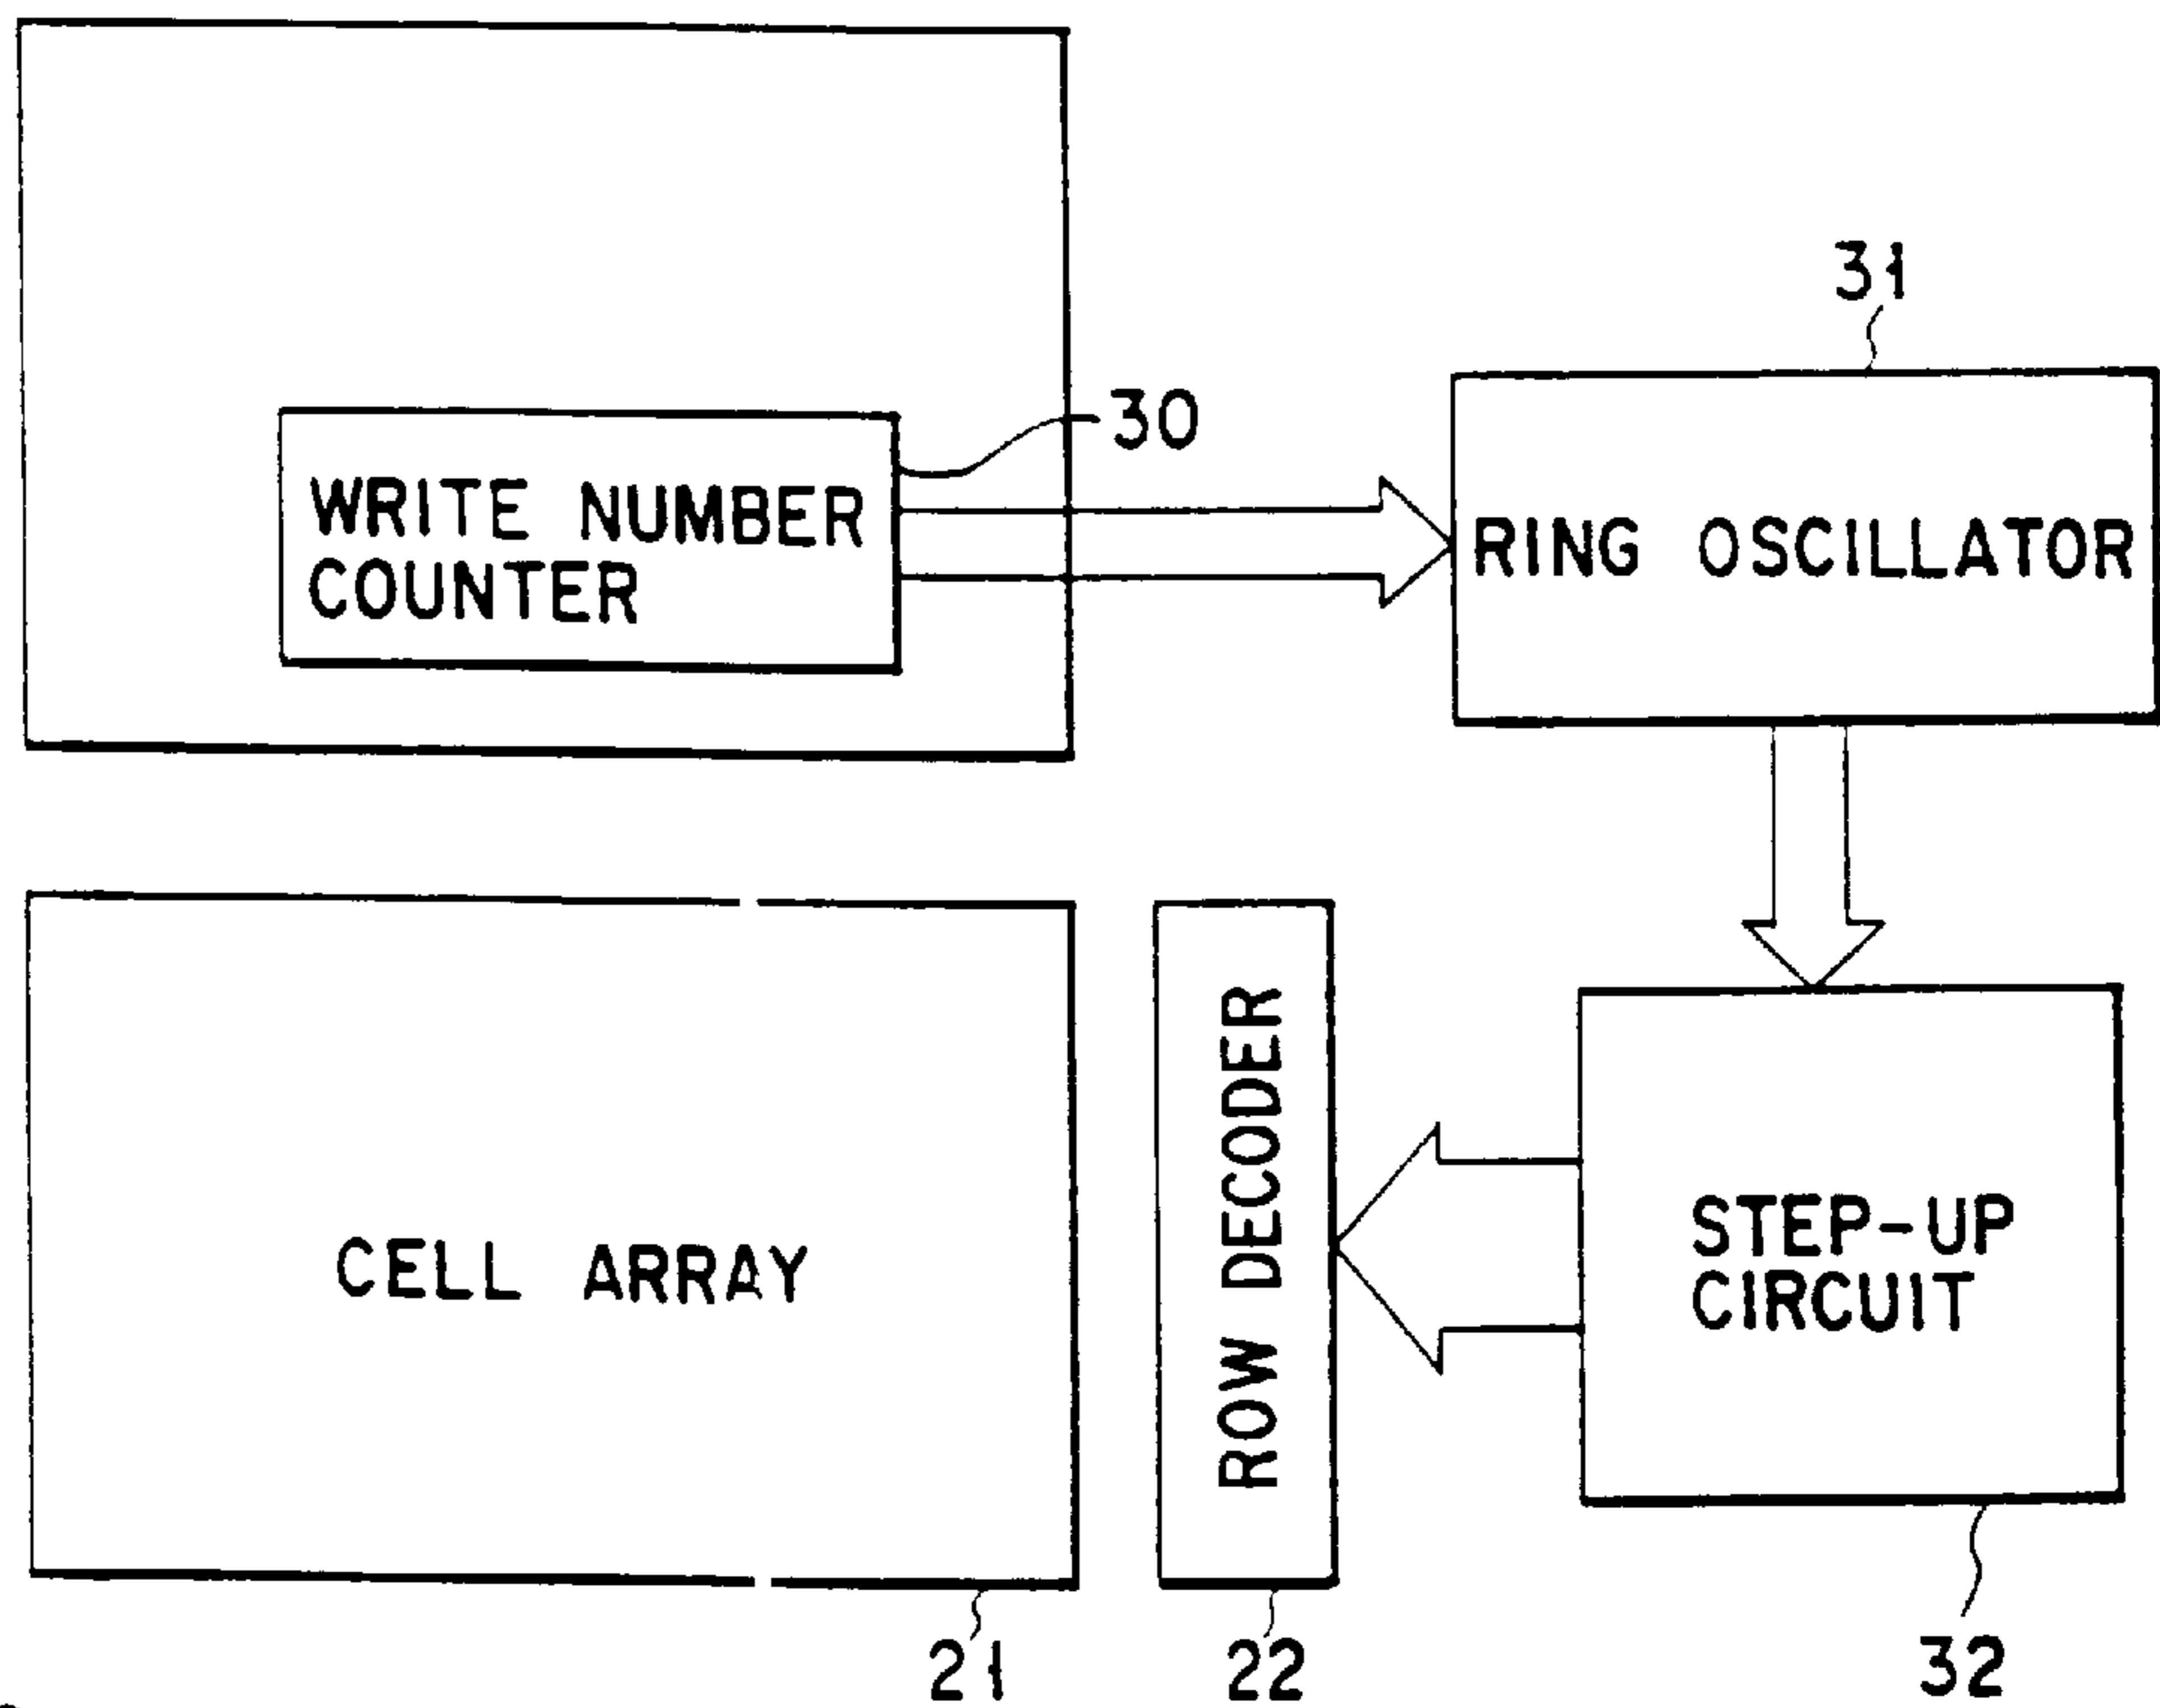 31
30
WRITE NUMBER
COUNTER
RING OSCILLATOR
CELL ARRAY
ROW DECODER
STEP-UP
CIRCUIT
21
22
32